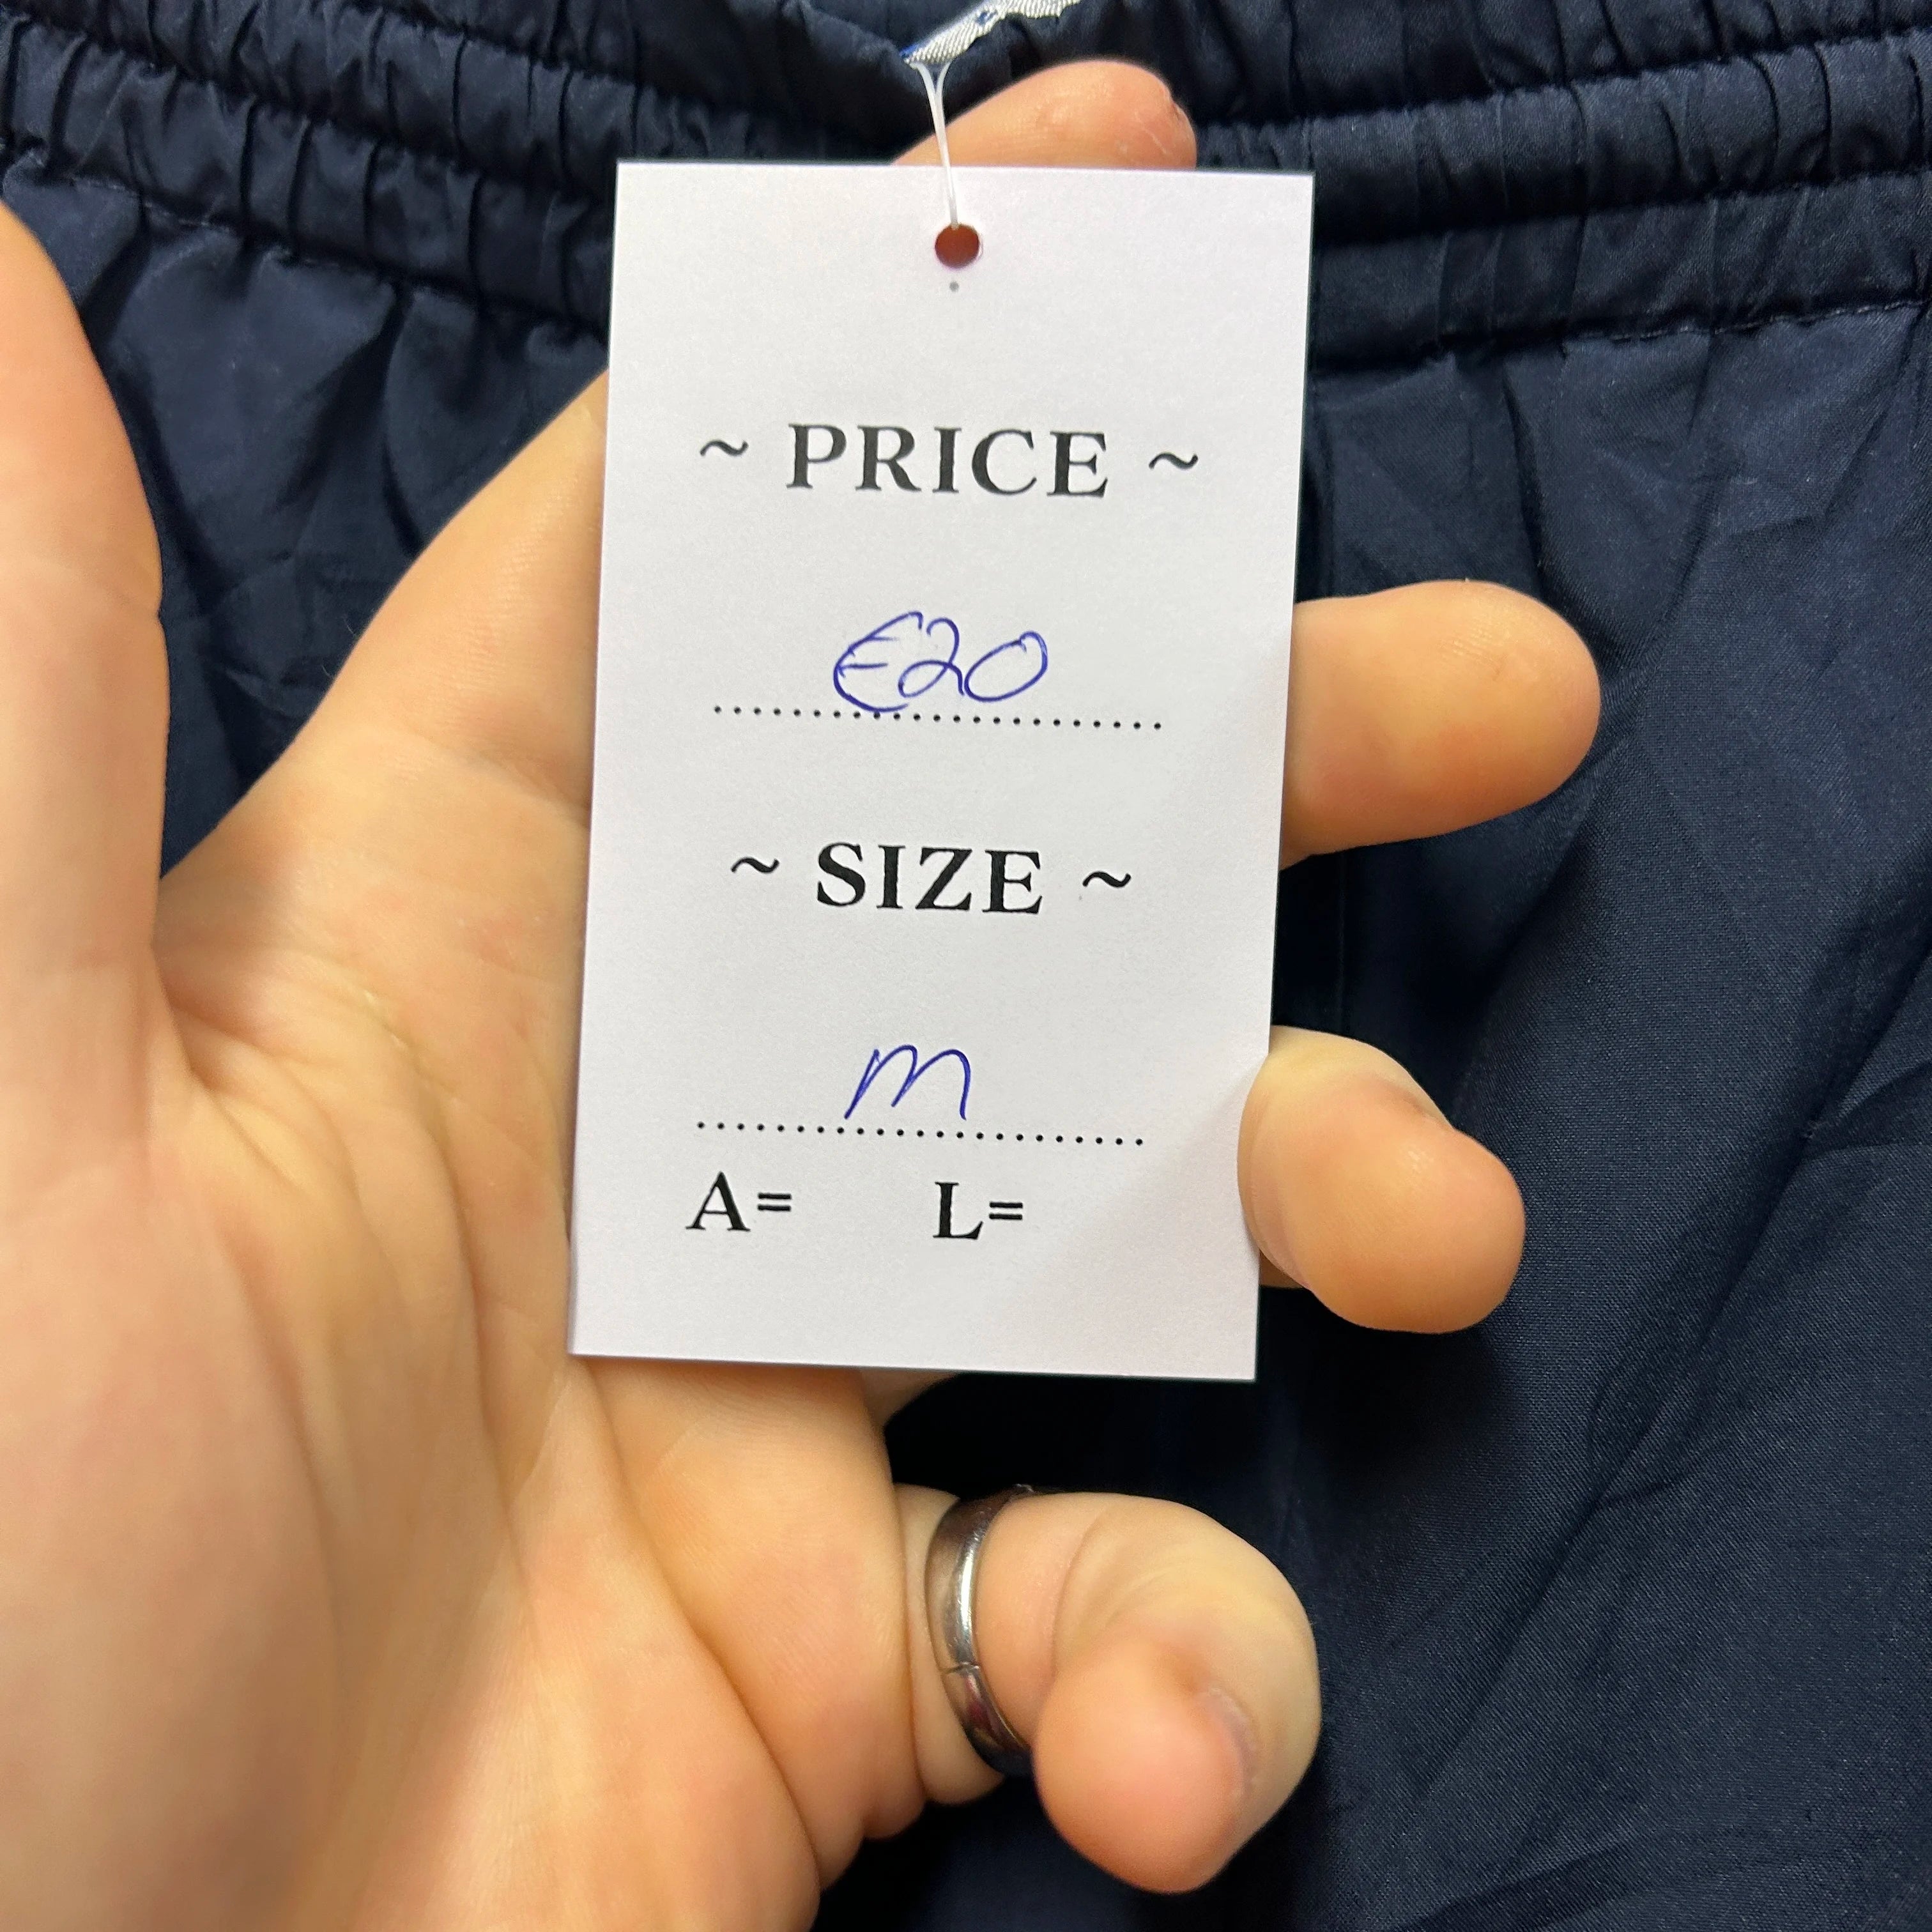 ~ PRICE ~
€20
~ SIZE ~
M
A= L=